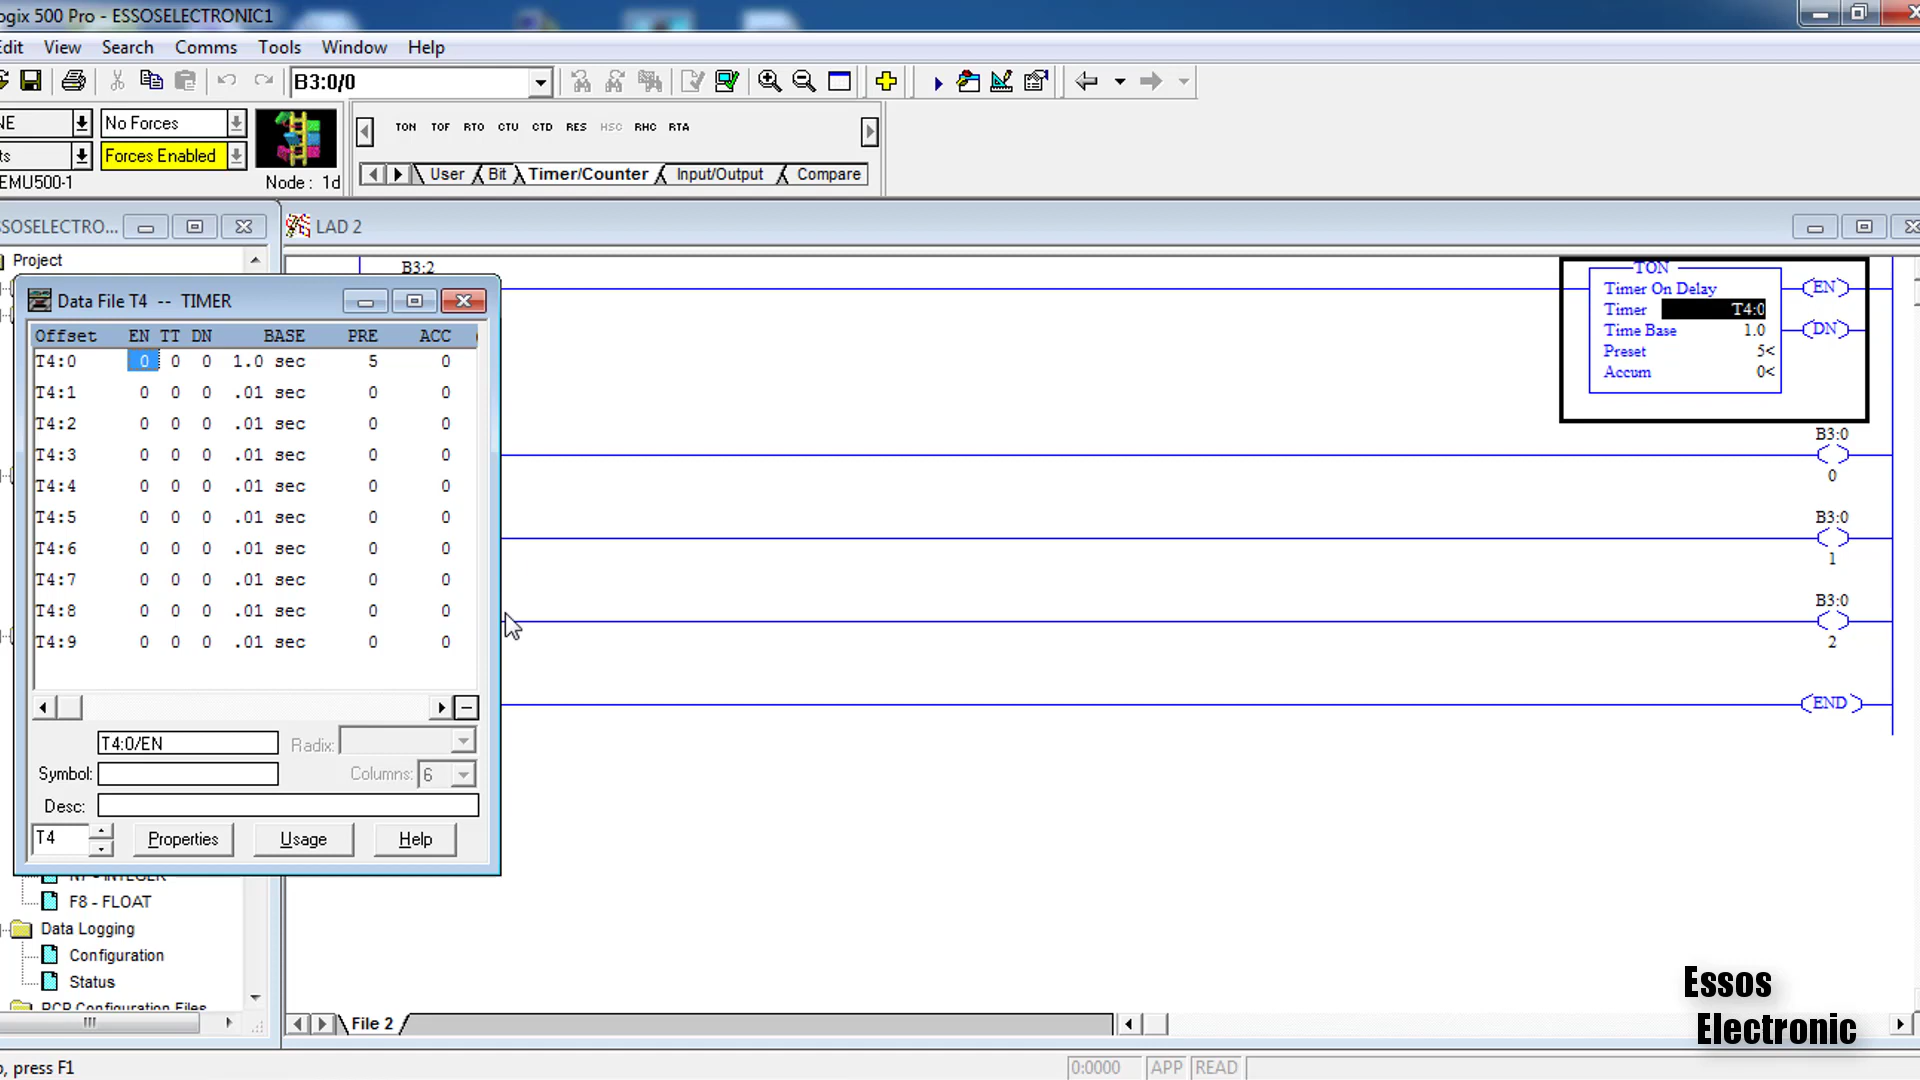 ogix 500 Pro - ESSOSELECTRONIC1
Edit View Search Comms Tools Window Help
B3:0/0
NE No Forces
ts Forces Enabled
EMU500-1 Node : 1d
TON TOF RTO CTU CTD RES HSC RHC RTA
User Bit Timer/Counter Input/Output Compare
SSOSELECTRO...
LAD 2
Project
B3:2
Data File T4 -- TIMER
Offset EN TT DN BASE PRE ACC
T4:0 0 0 0 1.0 sec 5 0
T4:1 0 0 0 .01 sec 0 0
T4:2 0 0 0 .01 sec 0 0
T4:3 0 0 0 .01 sec 0 0
T4:4 0 0 0 .01 sec 0 0
T4:5 0 0 0 .01 sec 0 0
T4:6 0 0 0 .01 sec 0 0
T4:7 0 0 0 .01 sec 0 0
T4:8 0 0 0 .01 sec 0 0
T4:9 0 0 0 .01 sec 0 0
T4:0/EN Radix:
Symbol: Columns: 6
Desc:
T4 Properties Usage Help
N7 - INTEGER
F8 - FLOAT
Data Logging
Configuration
Status
RCP Configuration Files
TON
Timer On Delay
Timer T4:0
Time Base 1.0
Preset 5<
Accum 0<
EN
DN
B3:0
0
B3:0
1
B3:0
2
END
File 2
Essos
Electronic
p, press F1
0:0000 APP READ